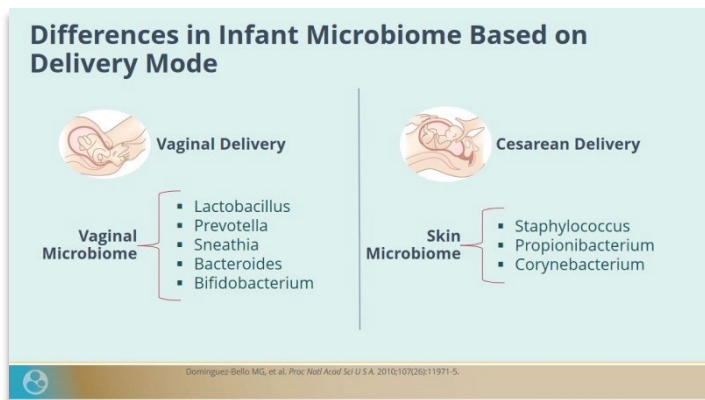 Differences in Infant Microbiome Based on
Delivery Mode
Vaginal Delivery
Vaginal
Microbiome
▪ Lactobacillus
▪ Prevotella
▪ Sneathia
▪ Bacteroides
▪ Bifidobacterium
Cesarean Delivery
Skin
Microbiome
▪ Staphylococcus
▪ Propionibacterium
▪ Corynebacterium
Dominguez-Bello MG, et al. Proc Natl Acad Sci U S A. 2010;107(26):11971-5.